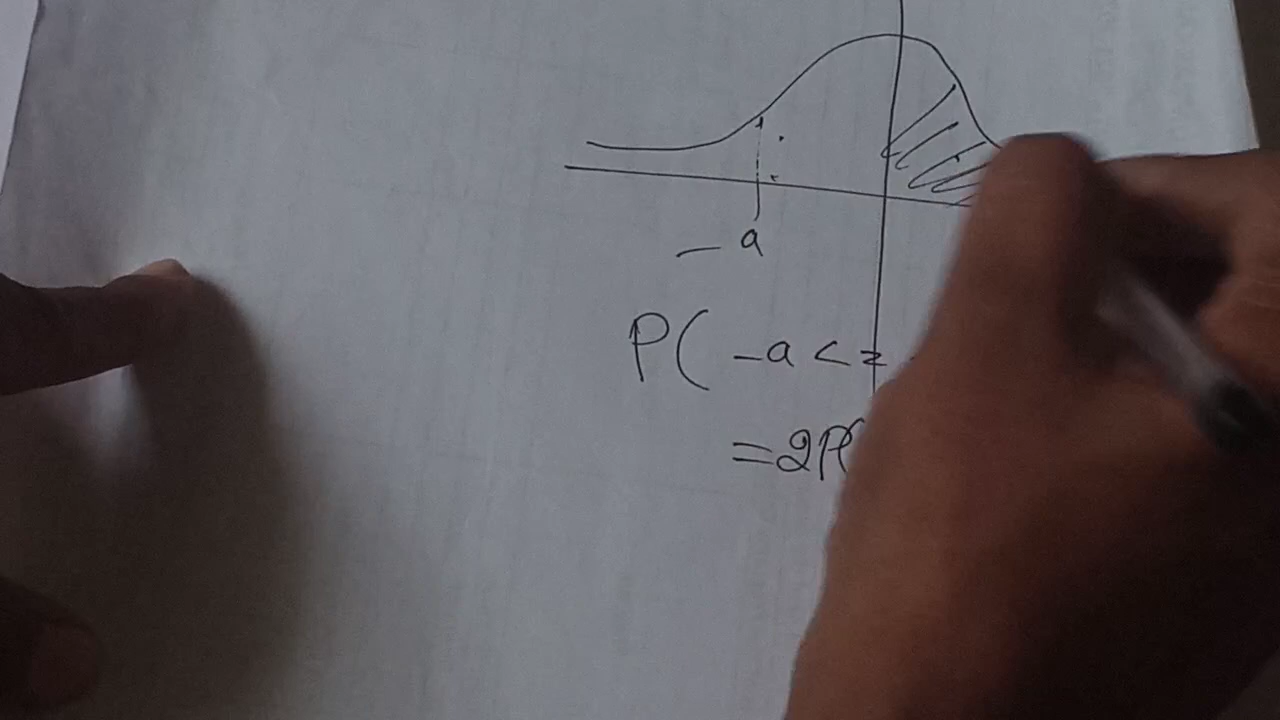 - a
P( -a < z
= 2P(